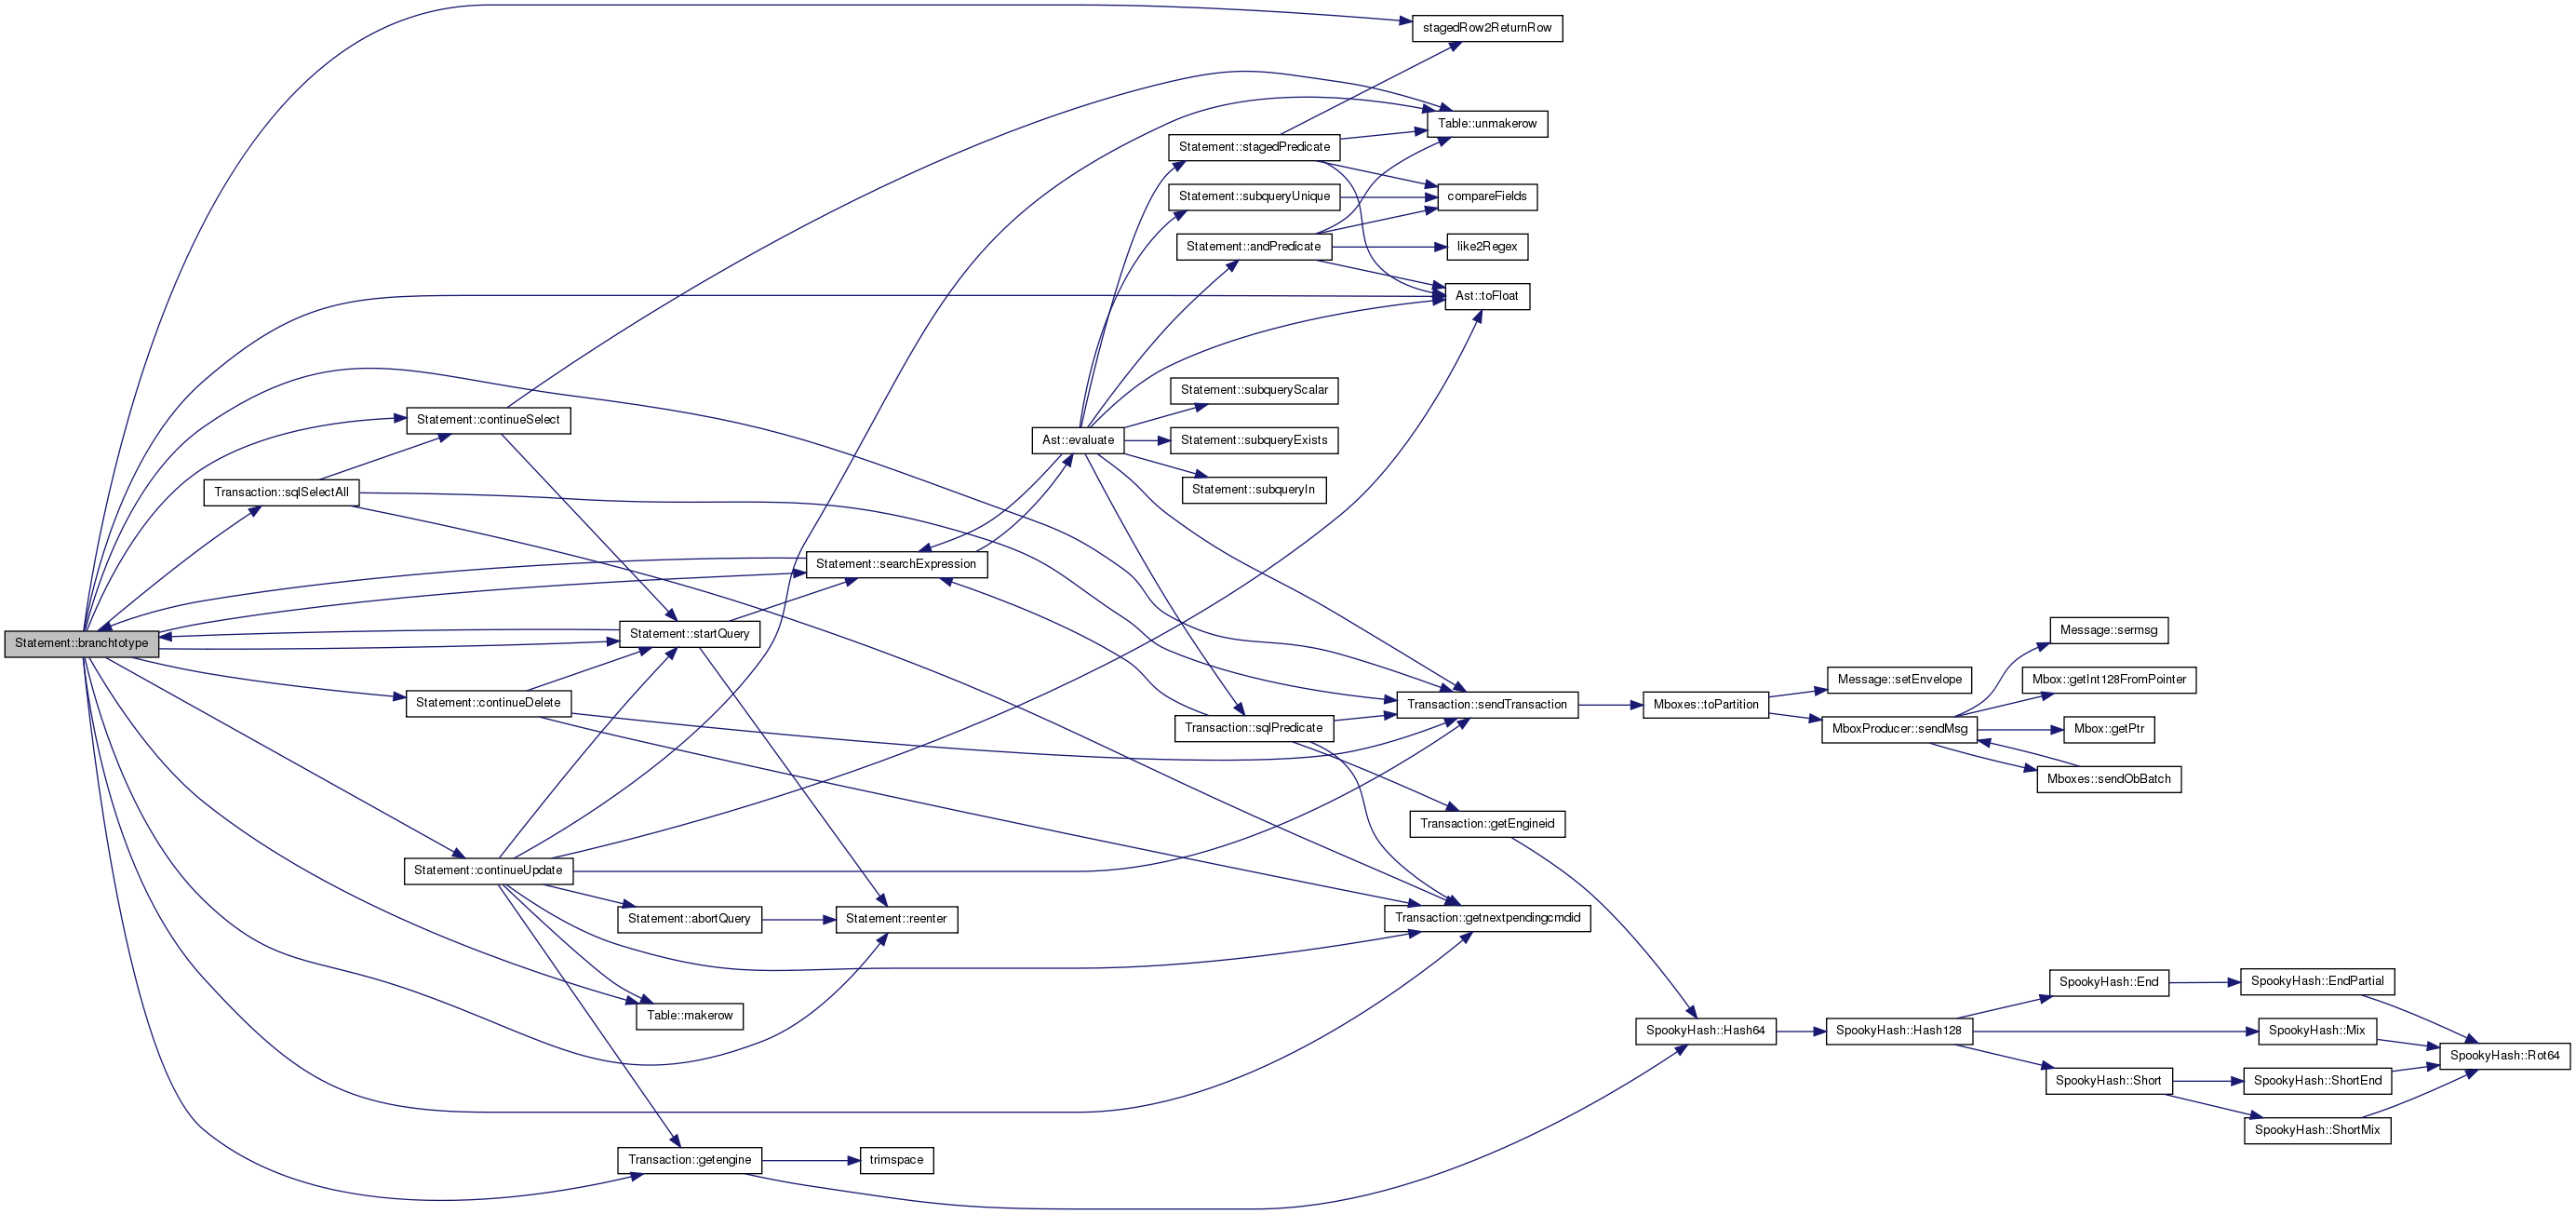 stagedRow2ReturnRow
Table::unmakerow
Statement::stagedPredicate
Statement::subqueryUnique
compareFields
Statement::andPredicate
like2Regex
Ast::toFloat
Statement::subqueryScalar
Statement::continueSelect
Ast::evaluate
Statement::subqueryExists
Transaction::sqlSelectAll
Statement::subqueryIn
Statement::searchExpression
Statement::branchtotype
Statement::startQuery
Message::sermsg
Message::setEnvelope
Mbox::getInt128FromPointer
Statement::continueDelete
Transaction::sendTransaction
Mboxes::toPartition
Transaction::sqlPredicate
MboxProducer::sendMsg
Mbox::getPtr
Mboxes::sendObBatch
Transaction::getEngineid
Statement::continueUpdate
Statement::abortQuery
Statement::reenter
Transaction::getnextpendingcmdid
SpookyHash::End
SpookyHash::EndPartial
Table::makerow
SpookyHash::Hash64
SpookyHash::Hash128
SpookyHash::Mix
SpookyHash::Rot64
SpookyHash::Short
SpookyHash::ShortEnd
SpookyHash::ShortMix
Transaction::getengine
trimspace